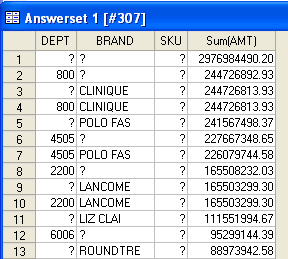 Answerset 1 [#307]
DEPT BRAND SKU Sum(AMT)
1 ? ? ? 2976984490.20
2 800 ? ? 244726892.93
3 ? CLINIQUE ? 244726813.93
4 800 CLINIQUE ? 244726813.93
5 ? POLO FAS ? 241567498.37
6 4505 ? ? 227667348.65
7 4505 POLO FAS ? 226079744.58
8 2200 ? ? 165508232.03
9 ? LANCOME ? 165503299.30
10 2200 LANCOME ? 165503299.30
11 ? LIZ CLAI ? 111551994.67
12 6006 ? ? 95299144.39
13 ? ROUNDTRE ? 88973942.58